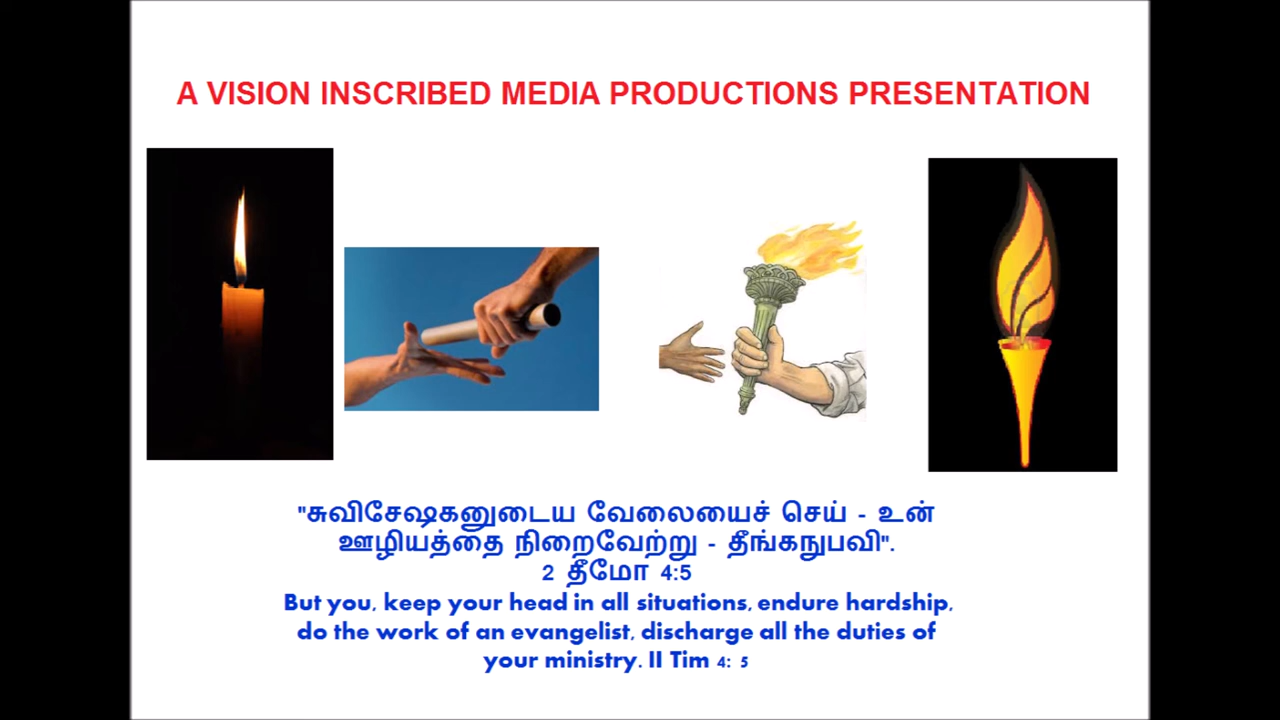 A VISION INSCRIBED MEDIA PRODUCTIONS PRESENTATION
"சுவிசேஷகனுடைய வேலையைச் செய் - உன்
ஊழியத்தை நிறைவேற்று - தீங்கநுபவி".
2 தீமோ 4:5
But you, keep your head in all situations, endure hardship,
do the work of an evangelist, discharge all the duties of
your ministry. II Tim 4: 5